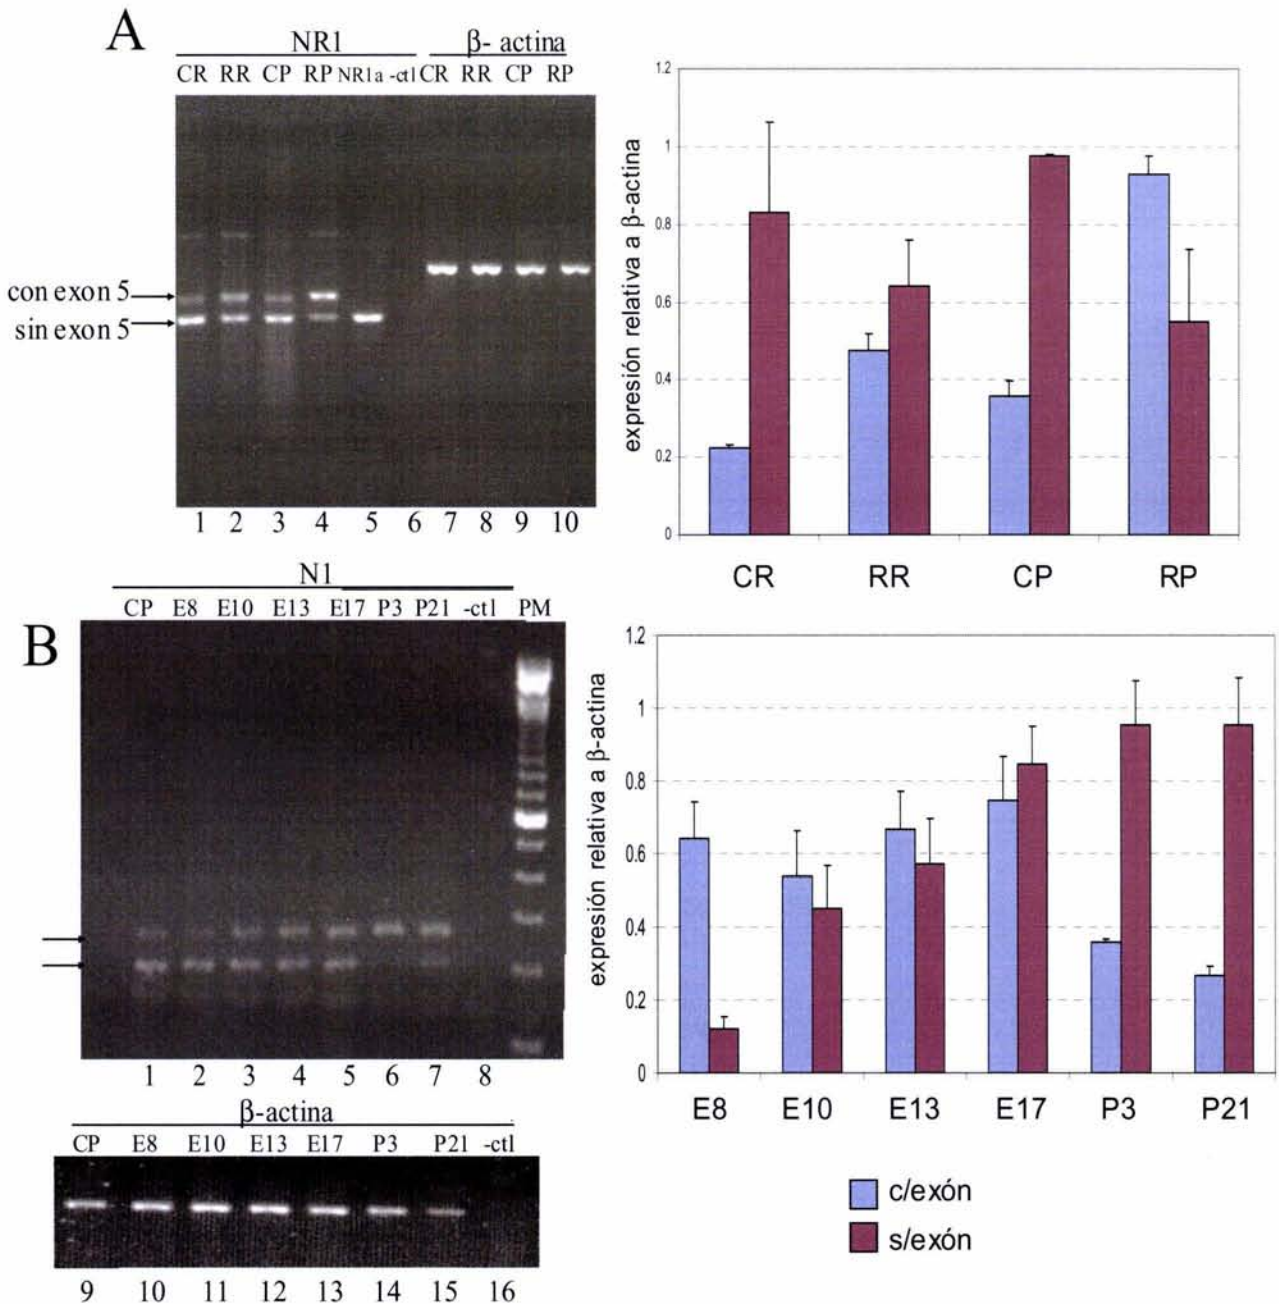 A
NR1
β- actina
CR RR CP RP NR1a -ctl CR RR CP RP
con exon 5
sin exon 5
1 2 3 4 5 6 7 8 9 10
expresión relativa a β-actina
1.2
1
0.8
0.6
0.4
0.2
0
CR RR CP RP
B
N1
CP E8 E10 E13 E17 P3 P21 -ctl PM
1 2 3 4 5 6 7 8
β-actina
CP E8 E10 E13 E17 P3 P21 -ctl
9 10 11 12 13 14 15 16
expresión relativa a β-actina
1.2
1
0.8
0.6
0.4
0.2
0
E8 E10 E13 E17 P3 P21
c/exón
s/exón